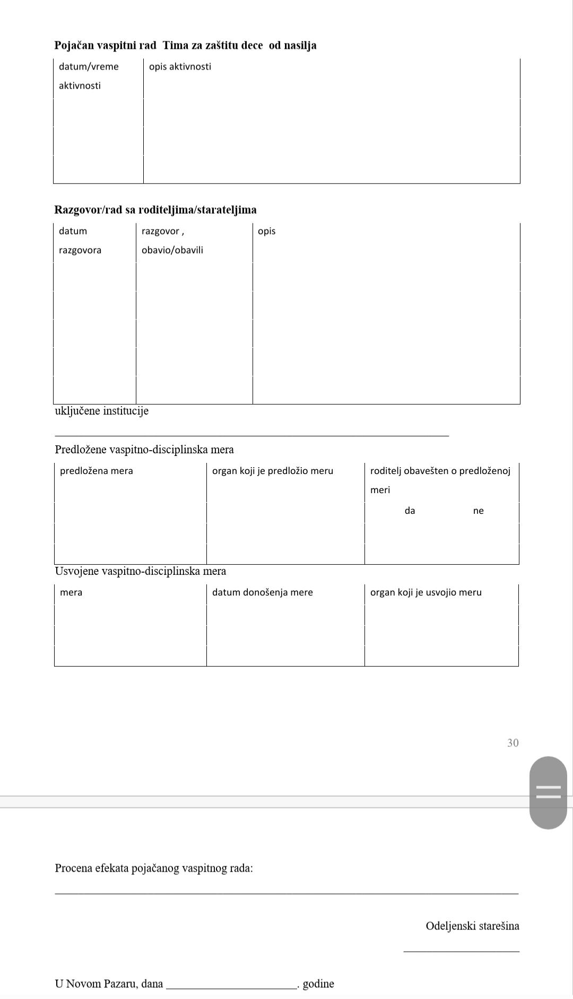 Pojačan vaspitni rad  Tima za zaštitu dece  od nasilja
datum/vreme
aktivnosti
opis aktivnosti
Razgovor/rad sa roditeljima/starateljima
datum
razgovora
razgovor ,
obavio/obavili
opis
uključene institucije
Predložene vaspitno-disciplinska mera
predložena mera
organ koji je predložio meru
roditelj obavešten o predloženoj
meri
da ne
Usvojene vaspitno-disciplinska mera
mera
datum donošenja mere
organ koji je usvojio meru
30
Procena efekata pojačanog vaspitnog rada:
Odeljenski starešina
U Novom Pazaru, dana ______________________. godine